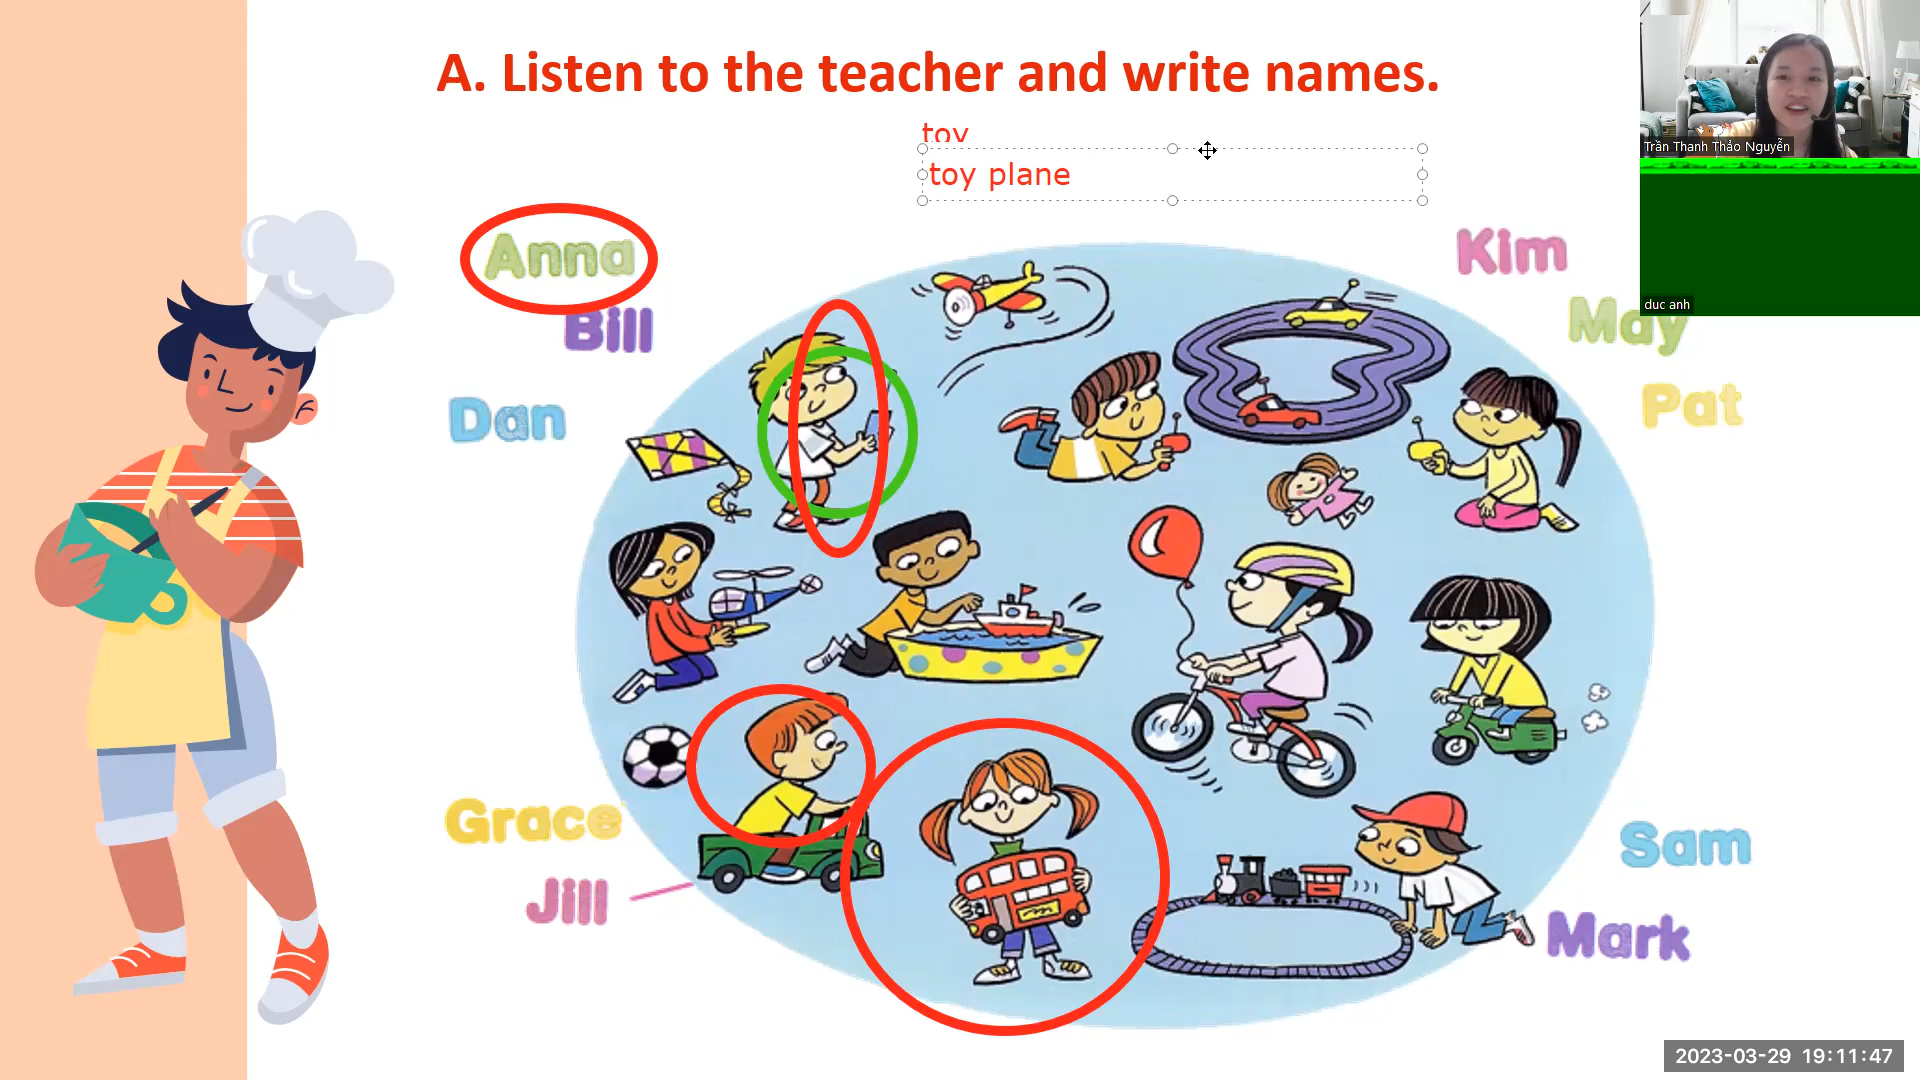 A. Listen to the teacher and write names.
toy
toy plane
Trần Thanh Thảo Nguyễn
duc anh
Anna
Bill
Dan
Kim
May
Pat
Grace
Jill
Sam
Mark
2023-03-29 19:11:47